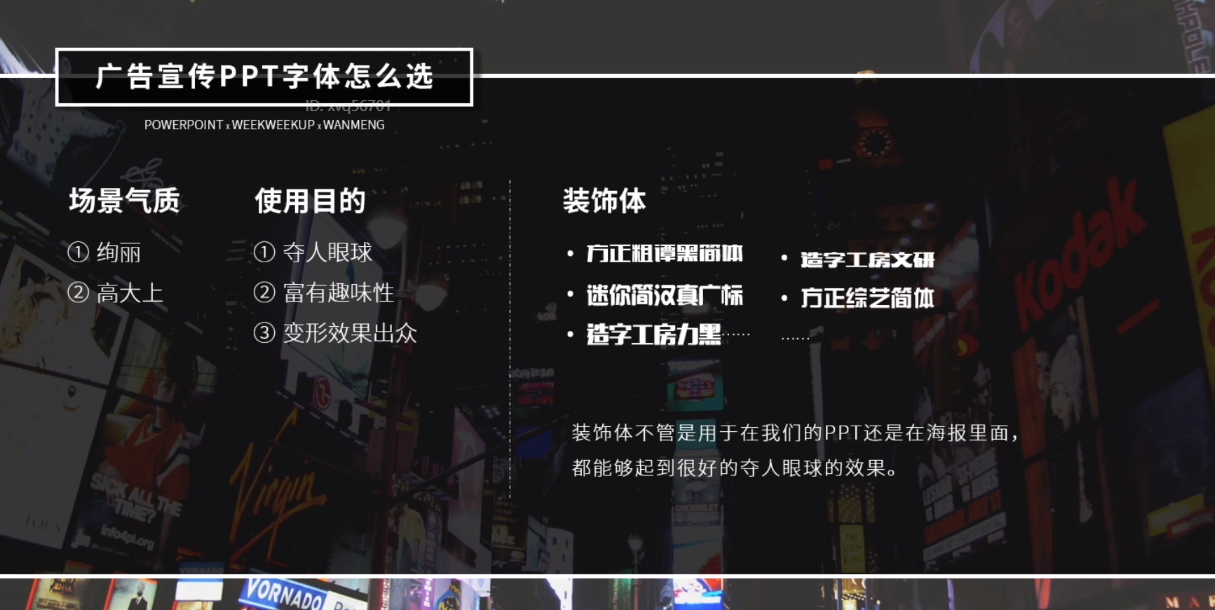 广告宣传PPT字体怎么选
ID: xvq56701
POWERPOINT x WEEKWEEKUP x WANMENG
场景气质
① 绚丽
② 高大上
使用目的
① 夺人眼球
② 富有趣味性
③ 变形效果出众
装饰体
• 方正粗谭黑简体
• 迷你简汉真广标
• 造字工房力黑……
• 造字工房文研
• 方正综艺简体
……
装饰体不管是用于在我们的PPT还是在海报里面，
都能够起到很好的夺人眼球的效果。
Kodak
Virgin
SICK ALL THE
TIME?
info4pi.org
TOUS
VORNADO